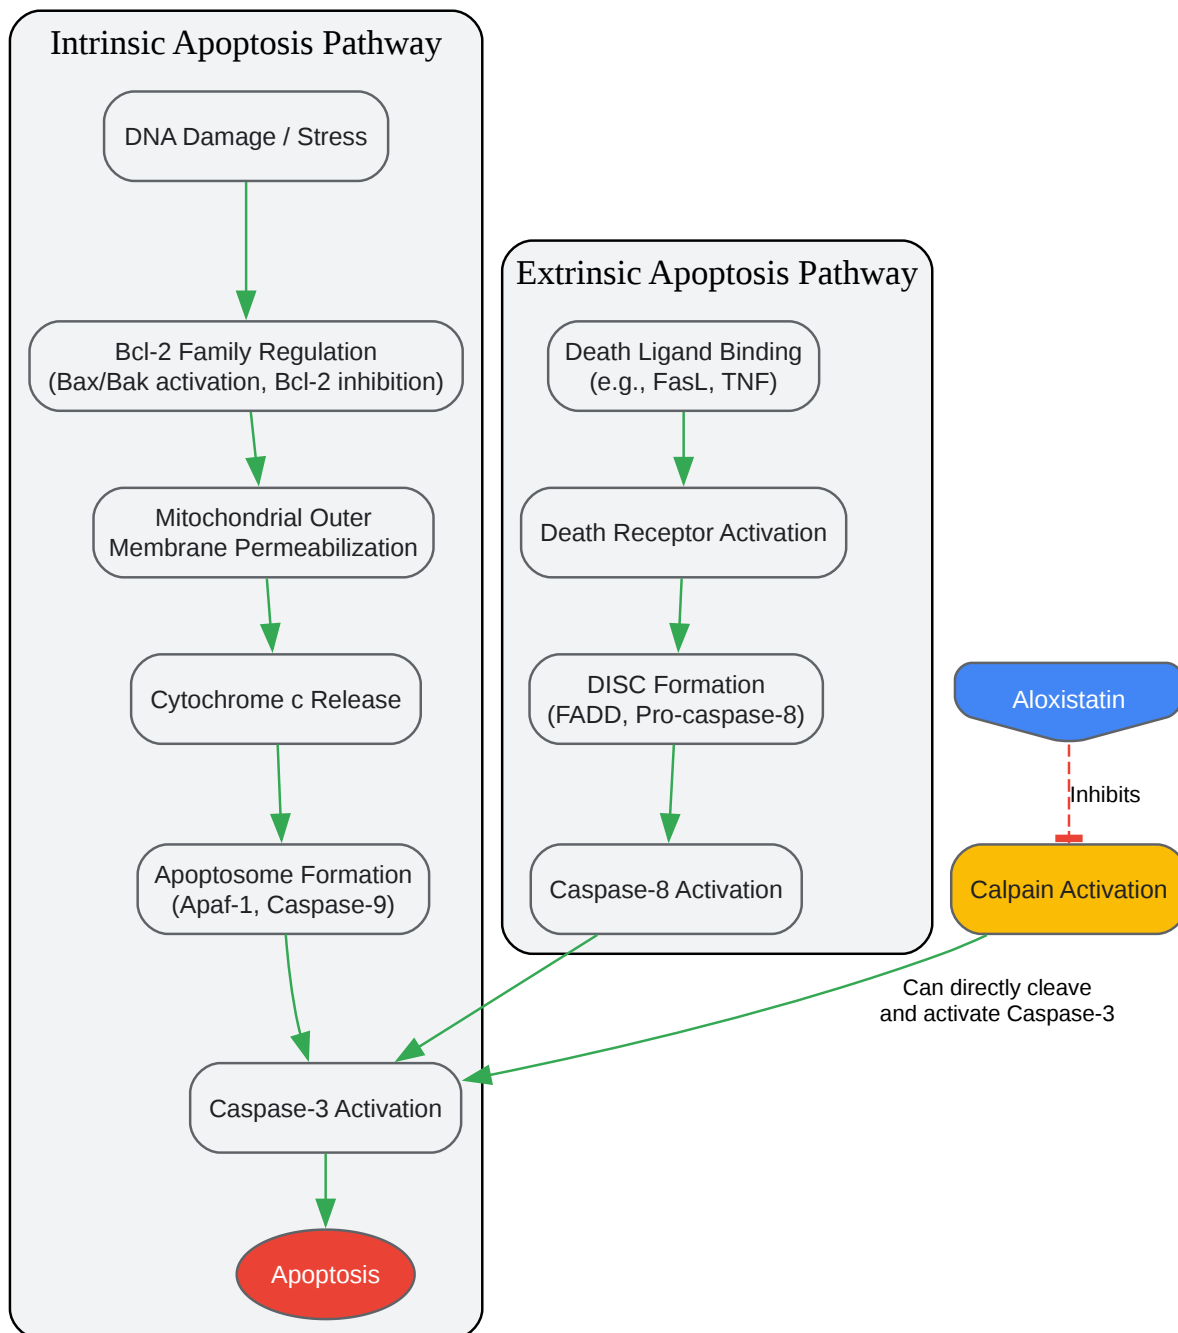 Intrinsic Apoptosis Pathway
DNA Damage / Stress
Bcl-2 Family Regulation
(Bax/Bak activation, Bcl-2 inhibition)
Mitochondrial Outer
Membrane Permeabilization
Cytochrome c Release
Apoptosome Formation
(Apaf-1, Caspase-9)
Caspase-3 Activation
Apoptosis
Extrinsic Apoptosis Pathway
Death Ligand Binding
(e.g., FasL, TNF)
Death Receptor Activation
DISC Formation
(FADD, Pro-caspase-8)
Caspase-8 Activation
Aloxistatin
Inhibits
Calpain Activation
Can directly cleave
and activate Caspase-3